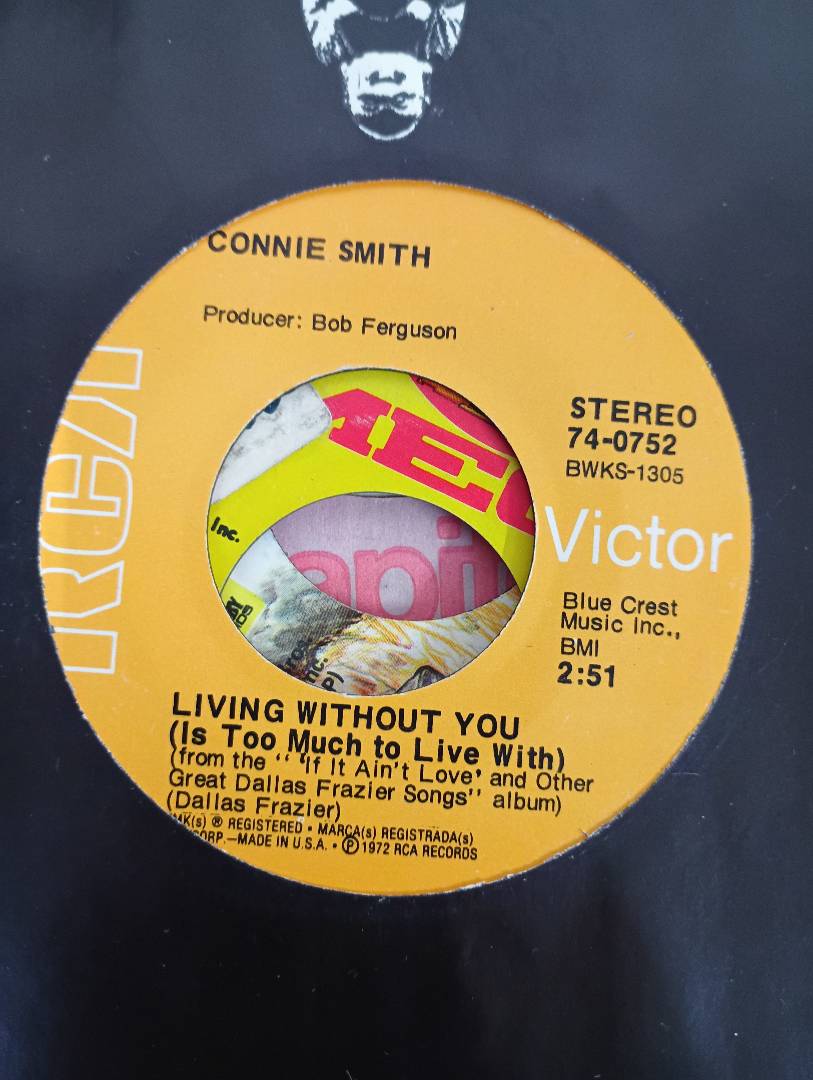 CONNIE SMITH
Producer: Bob Ferguson
RCA
STEREO
74-0752
BWKS-1305
Victor
Blue Crest
Music Inc.,
BMI
2:51
Inc.
LIVING WITHOUT YOU
(Is Too Much to Live With)
(from the " 'If It Ain't Love' and Other
Great Dallas Frazier Songs" album)
(Dallas Frazier)
MK(s) ® REGISTERED • MARCA(s) REGISTRADA(s)
CORP.—MADE IN U.S.A. • ℗ 1972 RCA RECORDS